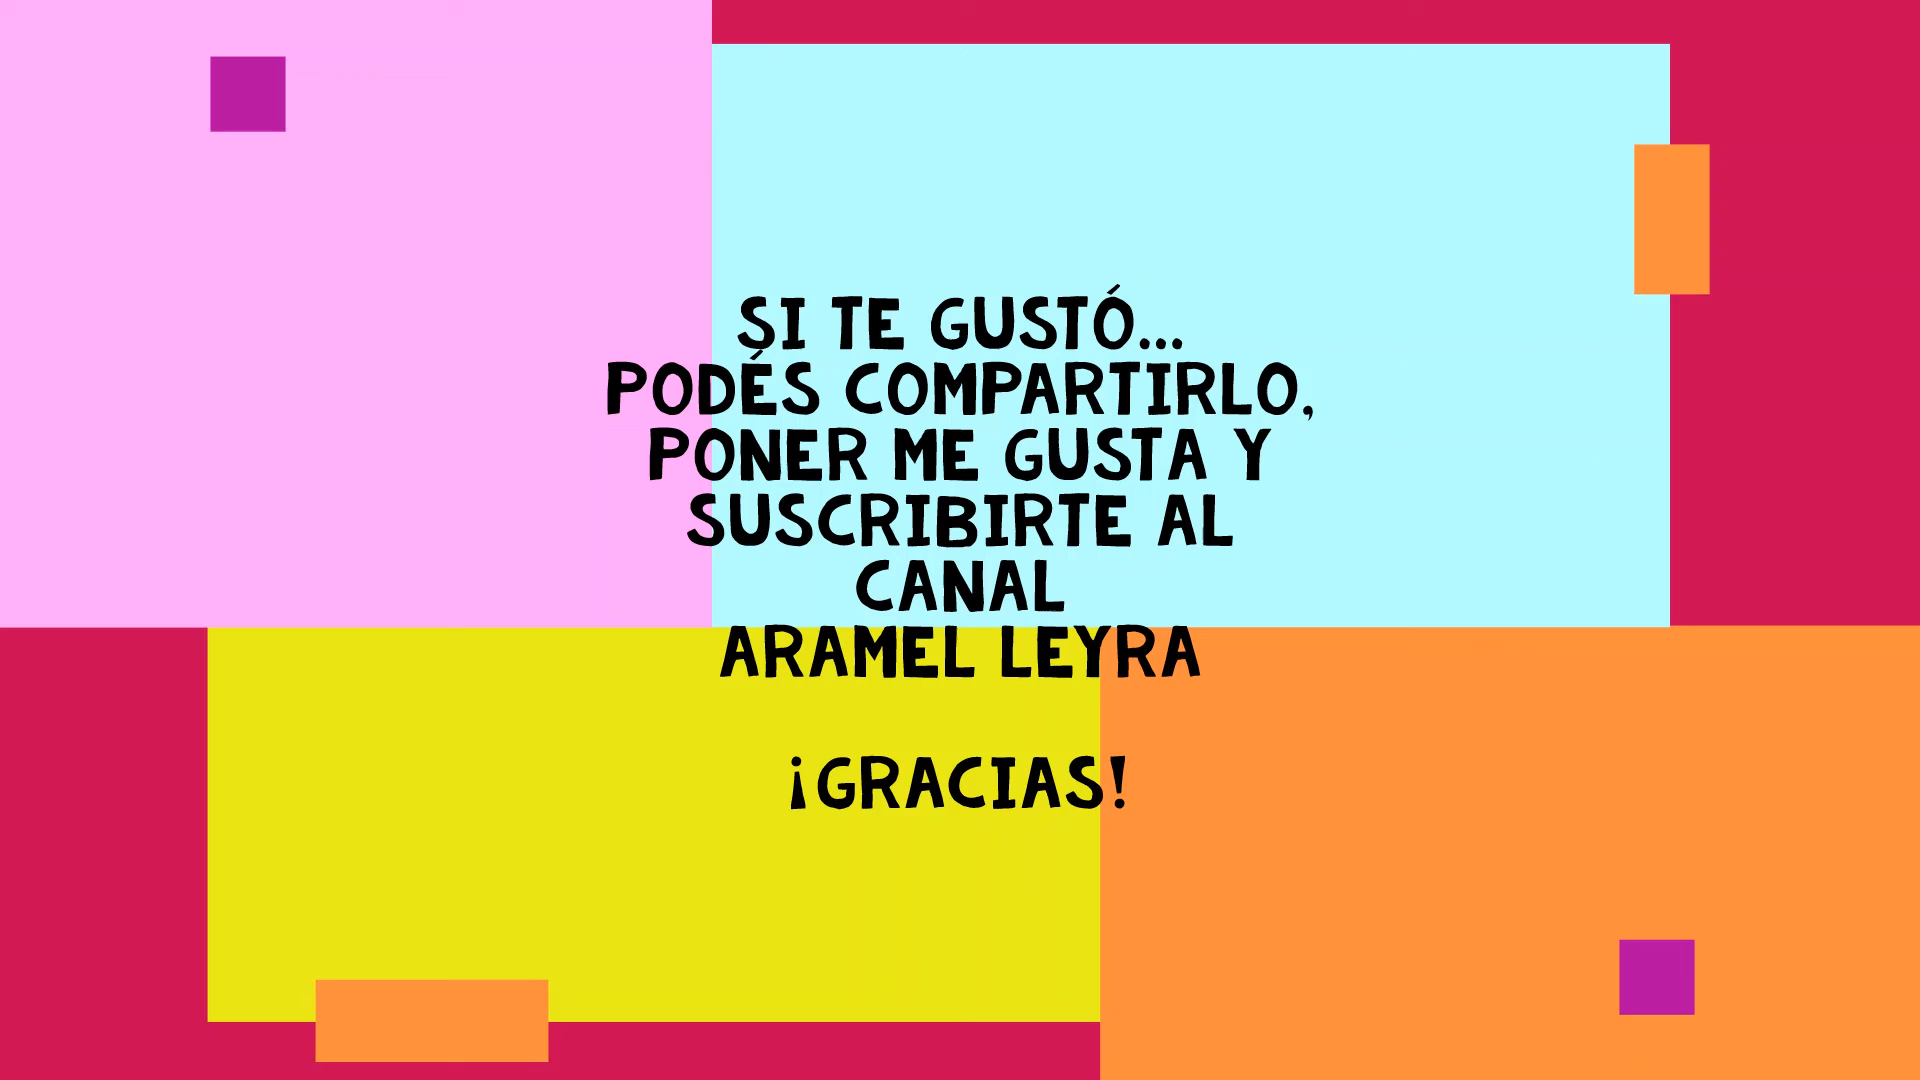 SI TE GUSTÓ...
PODÉS COMPARTIRLO,
PONER ME GUSTA Y
SUSCRIBIRTE AL
CANAL
ARAMEL LEYRA
¡GRACIAS!